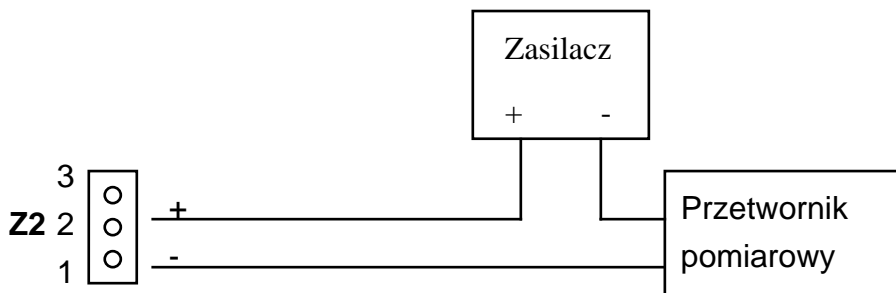 Zasilacz
+ -
3
Z2 2 +
1 -
Przetwornik
pomiarowy